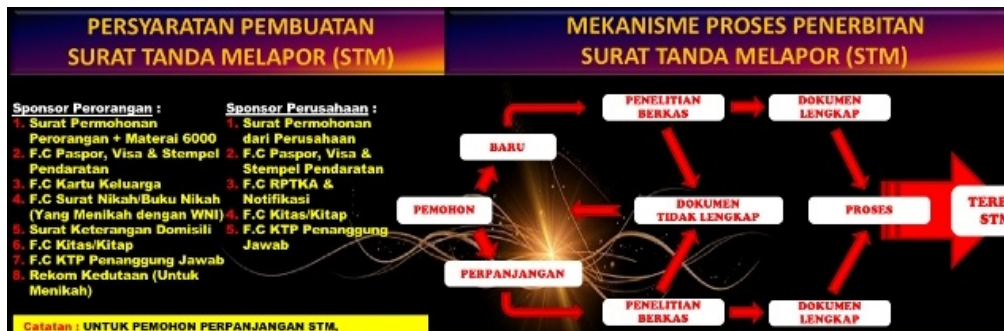 PERSYARATAN PEMBUATAN
SURAT TANDA MELAPOR (STM)
Sponsor Perorangan :
1. Surat Permohonan
Perorangan + Materai 6000
2. F.C Paspor, Visa & Stempel
Pendaratan
3. F.C Kartu Keluarga
4. F.C Surat Nikah/Buku Nikah
(Yang Menikah dengan WNI)
5. Surat Keterangan Domisili
6. F.C Kitas/Kitap
7. F.C KTP Penanggung Jawab
8. Rekom Kedutaan (Untuk
Menikah)
Sponsor Perusahaan :
1. Surat Permohonan
dari Perusahaan
2. F.C Paspor, Visa &
Stempel Pendaratan
3. F.C RPTKA &
Notifikasi
4. F.C Kitas/Kitap
5. F.C KTP Penanggung
Jawab
Catatan : UNTUK PEMOHON PERPANJANGAN STM,
MEKANISME PROSES PENERBITAN
SURAT TANDA MELAPOR (STM)
PENELITIAN
BERKAS
DOKUMEN
LENGKAP
BARU
PEMOHON
DOKUMEN
TIDAK LENGKAP
PROSES
STM
PERPANJANGAN
PENELITIAN
BERKAS
DOKUMEN
LENGKAP